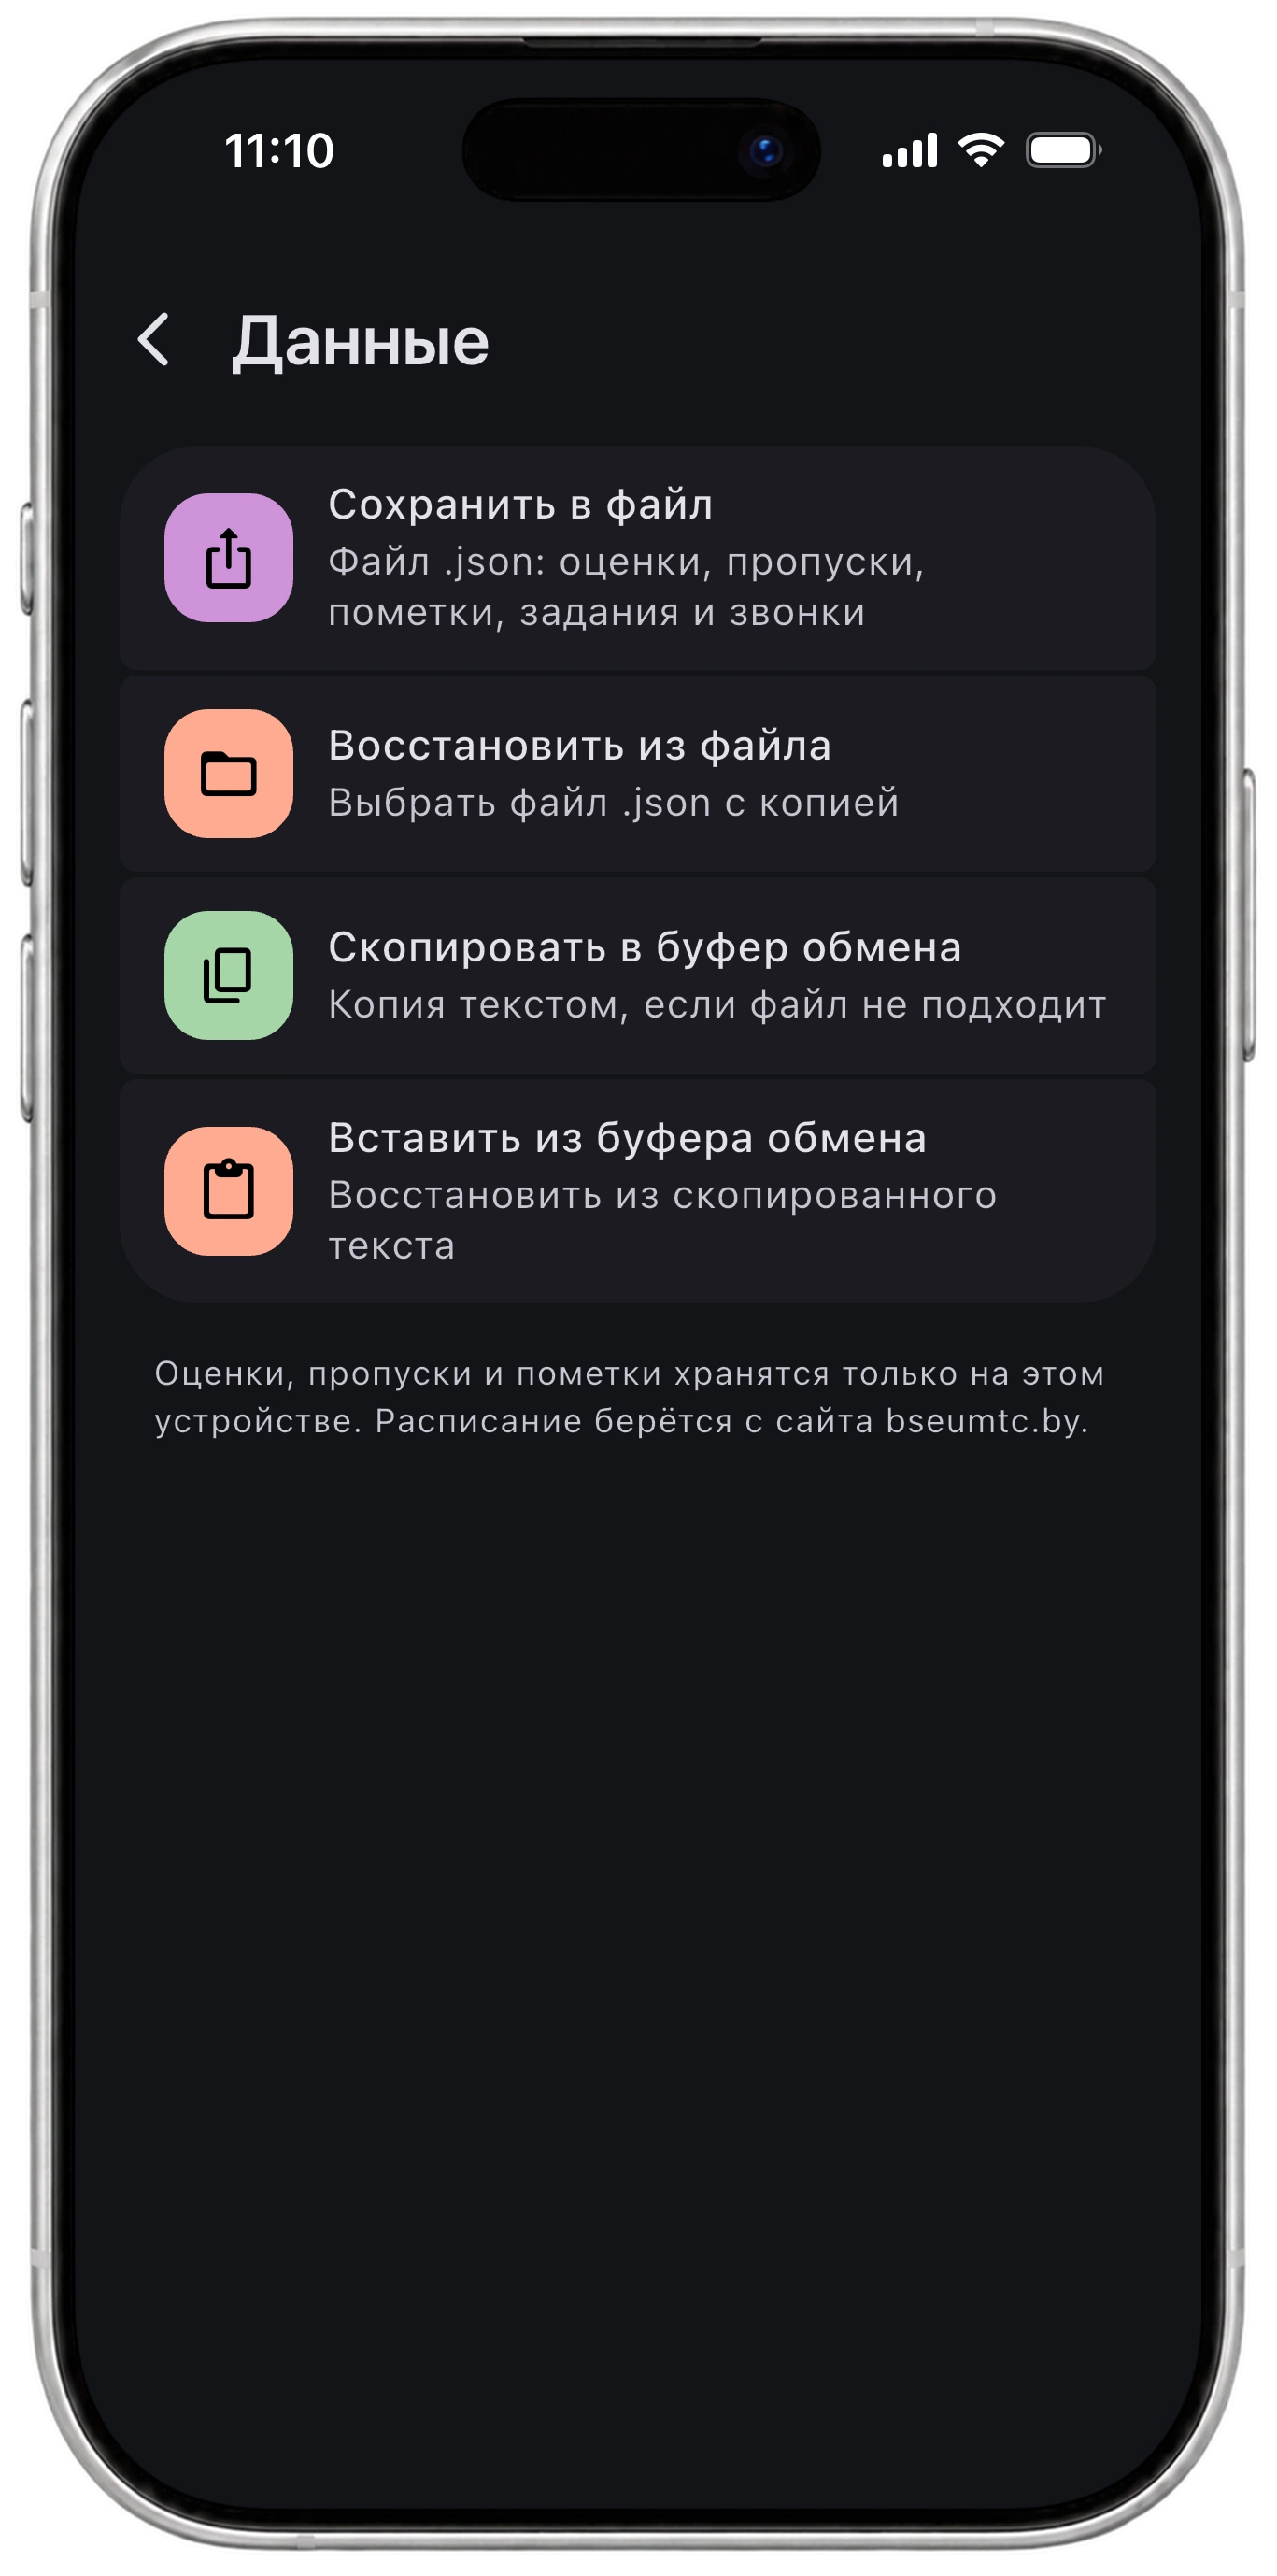 11:10
Данные
Сохранить в файл
Файл .json: оценки, пропуски,
пометки, задания и звонки
Восстановить из файла
Выбрать файл .json с копией
Скопировать в буфер обмена
Копия текстом, если файл не подходит
Вставить из буфера обмена
Восстановить из скопированного
текста
Оценки, пропуски и пометки хранятся только на этом
устройстве. Расписание берётся с сайта bseumtc.by.